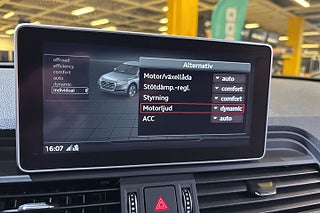 Alternativ
offroad
efficiency
comfort
auto
dynamic
individual
Motor/växellåda auto
Stötdämp.-regl. comfort
Styrning comfort
Motorljud dynamic
ACC auto
16:07